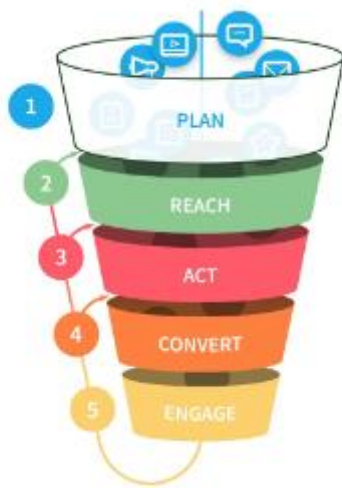 1
PLAN
2
REACH
3
ACT
4
CONVERT
5
ENGAGE